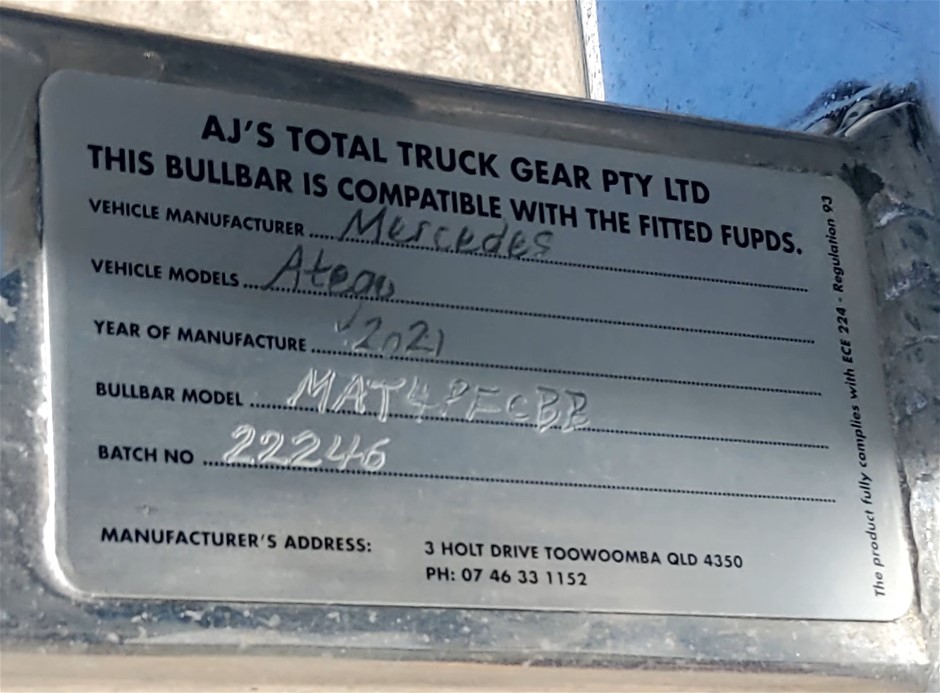 AJ'S TOTAL TRUCK GEAR PTY LTD
THIS BULLBAR IS COMPATIBLE WITH THE FITTED FUPDS.
VEHICLE MANUFACTURER Mercedes
VEHICLE MODELS Atego
YEAR OF MANUFACTURE 2021
BULLBAR MODEL MAT4PFCBB
BATCH NO 22246
MANUFACTURER'S ADDRESS: 3 HOLT DRIVE TOOWOOMBA QLD 4350
PH: 07 46 33 1152
The product fully complies with ECE 224 - Regulation 93